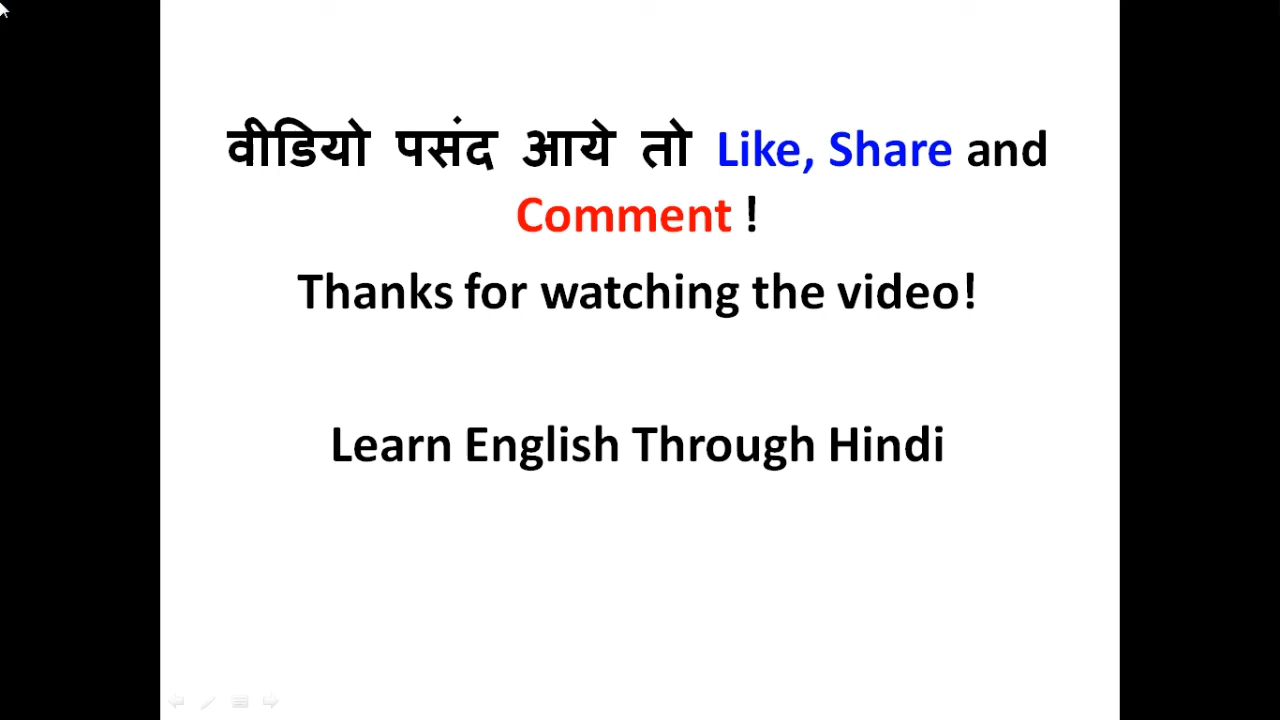 वीडियो पसंद आये तो Like, Share and
Comment !
Thanks for watching the video!
Learn English Through Hindi